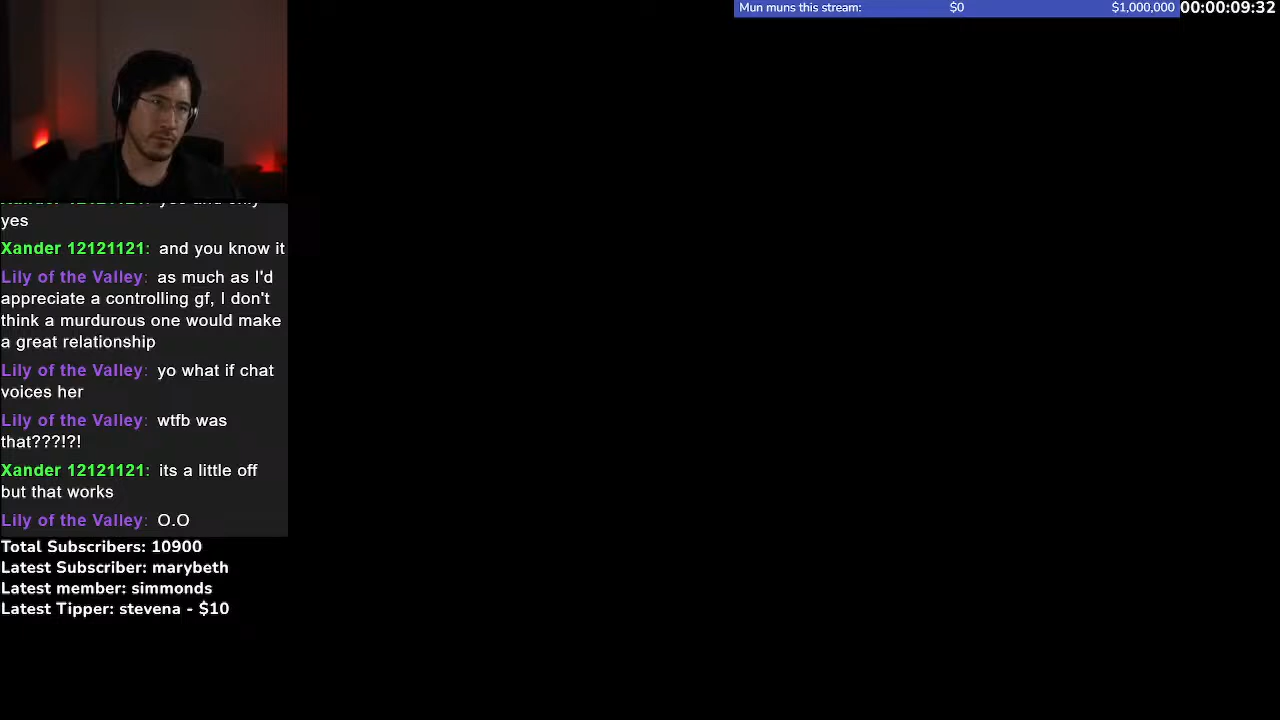 Mun muns this stream: $0 $1,000,000 00:00:09:32
yes
Xander 12121121: and you know it
Lily of the Valley: as much as I'd
appreciate a controlling gf, I don't
think a murdurous one would make
a great relationship
Lily of the Valley: yo what if chat
voices her
Lily of the Valley: wtfb was
that???!?!
Xander 12121121: its a little off
but that works
Lily of the Valley: O.O
Total Subscribers: 10900
Latest Subscriber: marybeth
Latest member: simmonds
Latest Tipper: stevena - $10